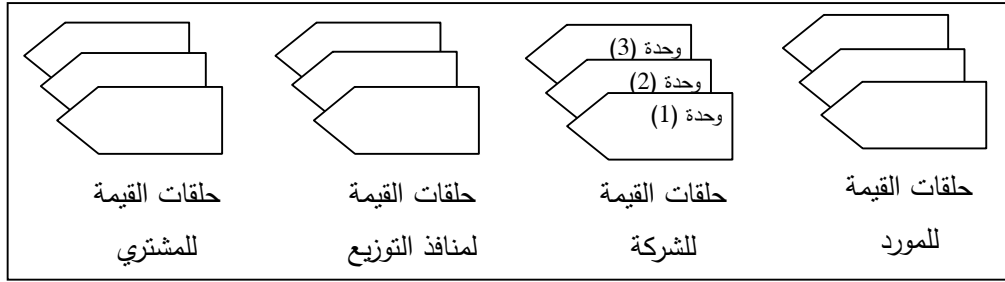 وحدة (3)
وحدة (2)
وحدة (1)
حلقات القيمة
للمورد
حلقات القيمة
للشركة
حلقات القيمة
لمنافذ التوزيع
حلقات القيمة
للمشتري